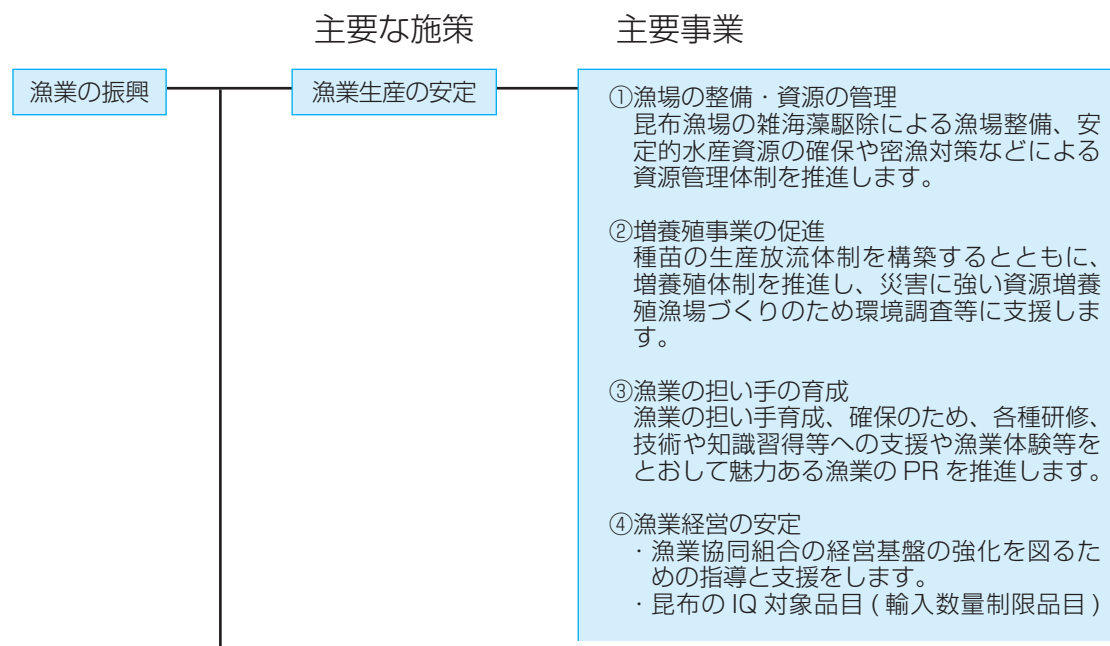 主要な施策
主要事業
漁業の振興
漁業生産の安定
①漁場の整備・資源の管理
昆布漁場の雑海藻駆除による漁場整備、安
定的水産資源の確保や密漁対策などによる
資源管理体制を推進します。
②増養殖事業の促進
種苗の生産放流体制を構築するとともに、
増養殖体制を推進し、災害に強い資源増養
殖漁場づくりのため環境調査等に支援しま
す。
③漁業の担い手の育成
漁業の担い手育成、確保のため、各種研修、
技術や知識習得等への支援や漁業体験等を
とおして魅力ある漁業の PR を推進します。
④漁業経営の安定
・漁業協同組合の経営基盤の強化を図るた
めの指導と支援をします。
・昆布の IQ 対象品目 ( 輸入数量制限品目 )